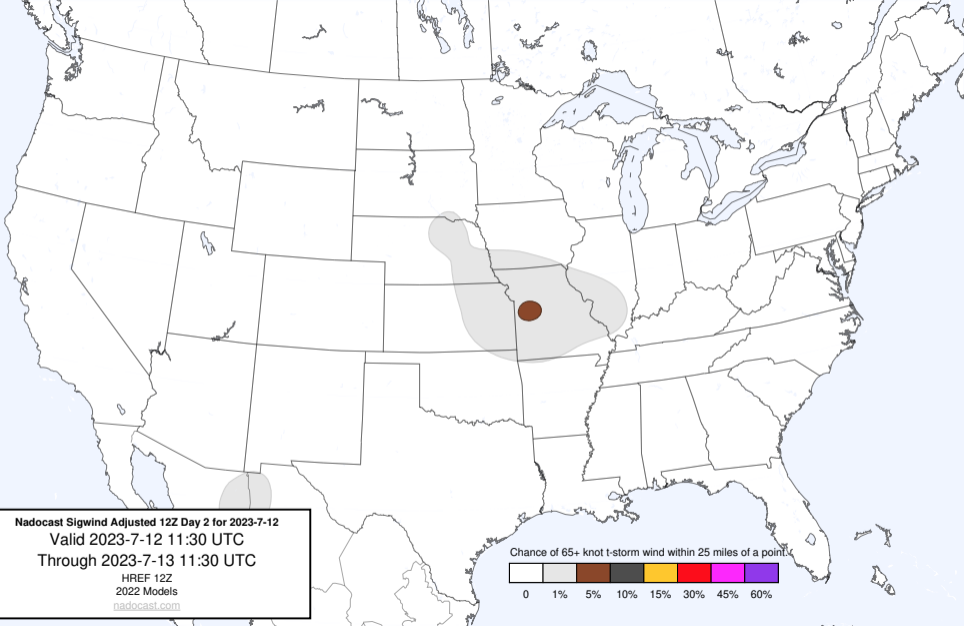 Nadocast Sigwind Adjusted 12Z Day 2 for 2023-7-12
Valid 2023-7-12 11:30 UTC
Through 2023-7-13 11:30 UTC
HREF 12Z
2022 Models
nadocast.com
Chance of 65+ knot t-storm wind within 25 miles of a point.
0 1% 5% 10% 15% 30% 45% 60%